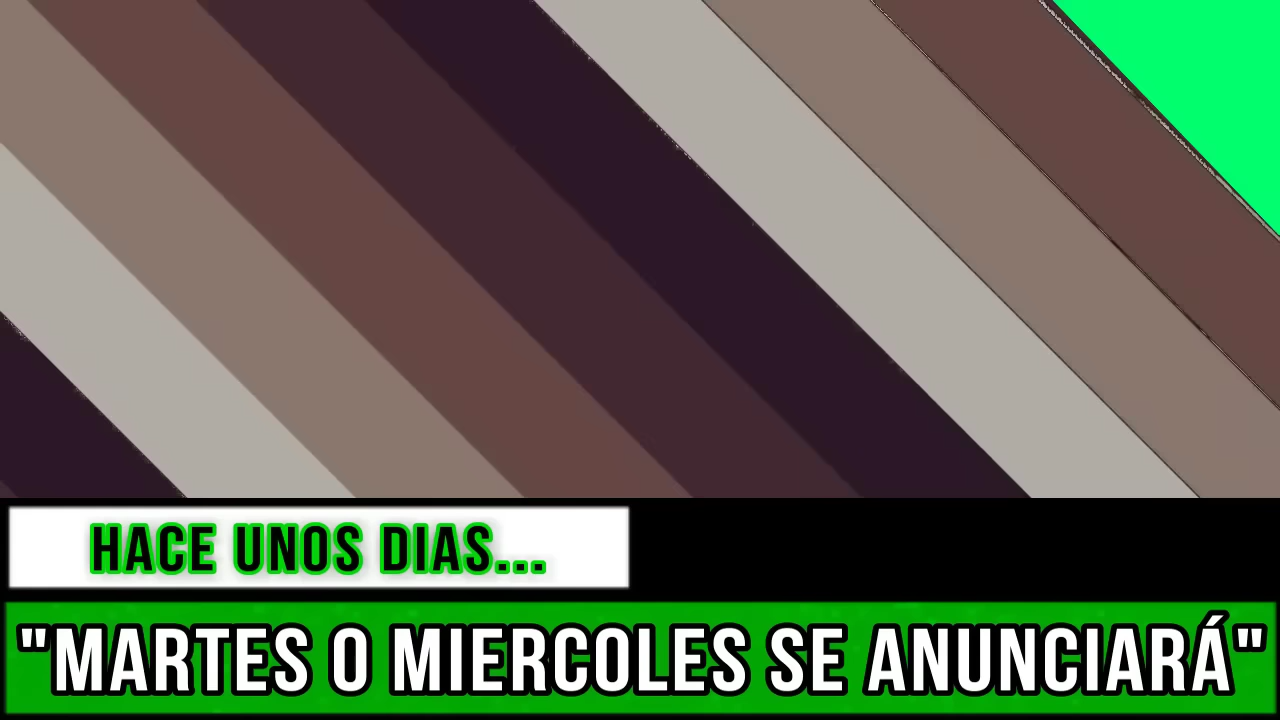 HACE UNOS DIAS...
"MARTES O MIERCOLES SE ANUNCIARÁ"